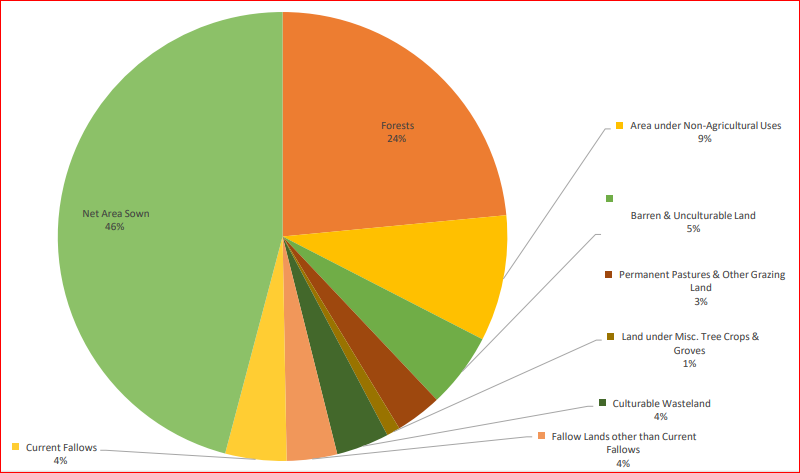 Forests
24%
Area under Non-Agricultural Uses
9%
Barren & Unculturable Land
5%
Permanent Pastures & Other Grazing
Land
3%
Land under Misc. Tree Crops &
Groves
1%
Culturable Wasteland
4%
Fallow Lands other than Current
Fallows
4%
Current Fallows
4%
Net Area Sown
46%